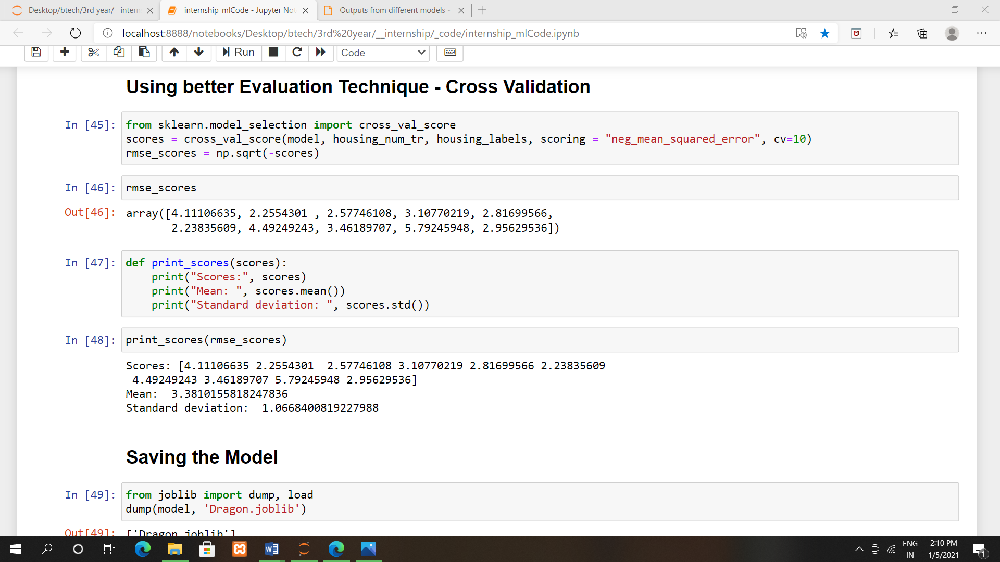 Desktop/btech/3rd year/__intern
internship_mlCode - Jupyter Not
Outputs from different models -
localhost:8888/notebooks/Desktop/btech/3rd%20year/__internship/_code/internship_mlCode.ipynb
Run
Code
Using better Evaluation Technique - Cross Validation
In [45]: from sklearn.model_selection import cross_val_score
scores = cross_val_score(model, housing_num_tr, housing_labels, scoring = "neg_mean_squared_error", cv=10)
rmse_scores = np.sqrt(-scores)
In [46]: rmse_scores
Out[46]: array([4.11106635, 2.2554301 , 2.57746108, 3.10770219, 2.81699566,
2.23835609, 4.49249243, 3.46189707, 5.79245948, 2.95629536])
In [47]: def print_scores(scores):
print("Scores:", scores)
print("Mean: ", scores.mean())
print("Standard deviation: ", scores.std())
In [48]: print_scores(rmse_scores)
Scores: [4.11106635 2.2554301  2.57746108 3.10770219 2.81699566 2.23835609
4.49249243 3.46189707 5.79245948 2.95629536]
Mean:  3.3810155818247836
Standard deviation:  1.0668400819227988
Saving the Model
In [49]: from joblib import dump, load
dump(model, 'Dragon.joblib')
Out[49]: ['Dragon.joblib']
ENG
IN
2:10 PM
1/5/2021
1